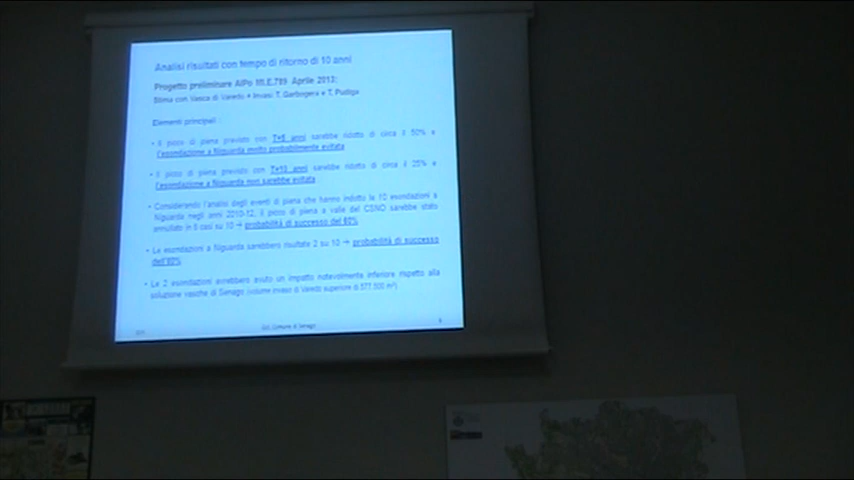 Analisi risultati con tempo di ritorno di 10 anni
Progetto preliminare AIPo MI.E.789 Aprile 2013:
Stima con Vasca di Varedo + Invasi T. Garbogera e T. Pudiga
Elementi principali :
• Il picco di piena previsto con T=5 anni sarebbe ridotto di circa il 50% e
l'esondazione a Niguarda molto probabilmente evitata
• Il picco di piena previsto con T=10 anni sarebbe ridotto di circa il 25% e
l'esondazione a Niguarda non sarebbe evitata
• Considerando l'analisi degli eventi di piena che hanno indotto le 10 esondazioni a
Niguarda negli anni 2010-12, il picco di piena a valle del CSNO sarebbe stato
annullato in 6 casi su 10 → probabilità di successo del 60%
• Le esondazioni a Niguarda sarebbero risultate 2 su 10 → probabilità di successo
dell'80%
• Le 2 esondazioni avrebbero avuto un impatto notevolmente inferiore rispetto alla
soluzione vasche di Senago (volume invaso di Varedo superiore di 577.500 m³)
Comune di Senago